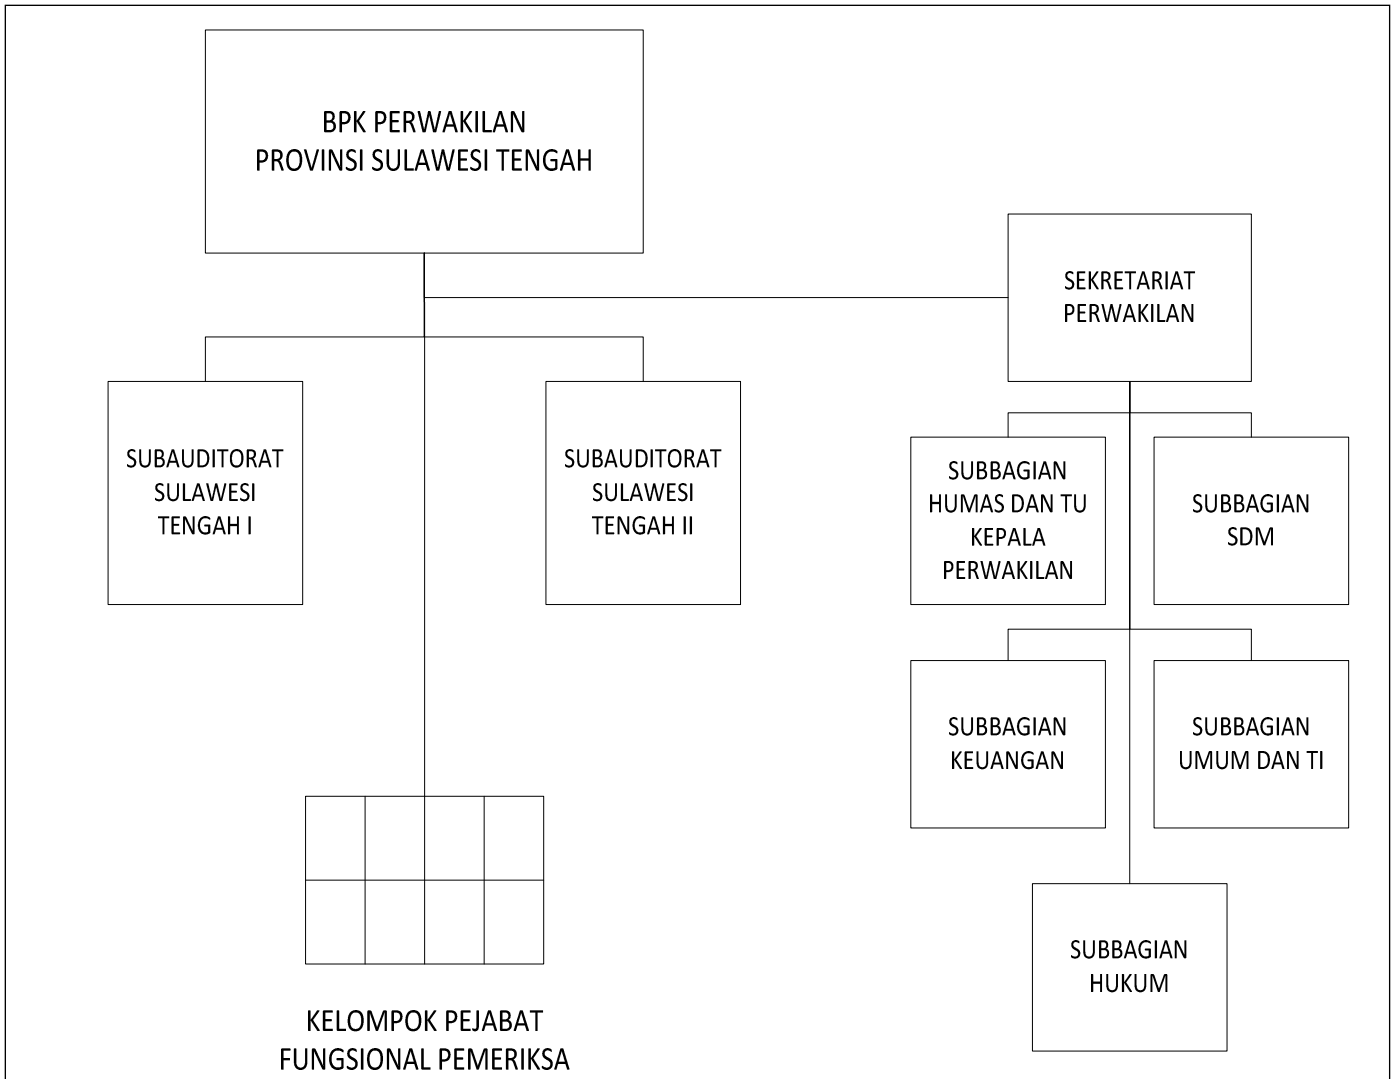 BPK PERWAKILAN
PROVINSI SULAWESI TENGAH
SEKRETARIAT
PERWAKILAN
SUBAUDITORAT
SULAWESI
TENGAH I
SUBAUDITORAT
SULAWESI
TENGAH II
SUBBAGIAN
HUMAS DAN TU
KEPALA
PERWAKILAN
SUBBAGIAN
SDM
SUBBAGIAN
KEUANGAN
SUBBAGIAN
UMUM DAN TI
SUBBAGIAN
HUKUM
KELOMPOK PEJABAT
FUNGSIONAL PEMERIKSA